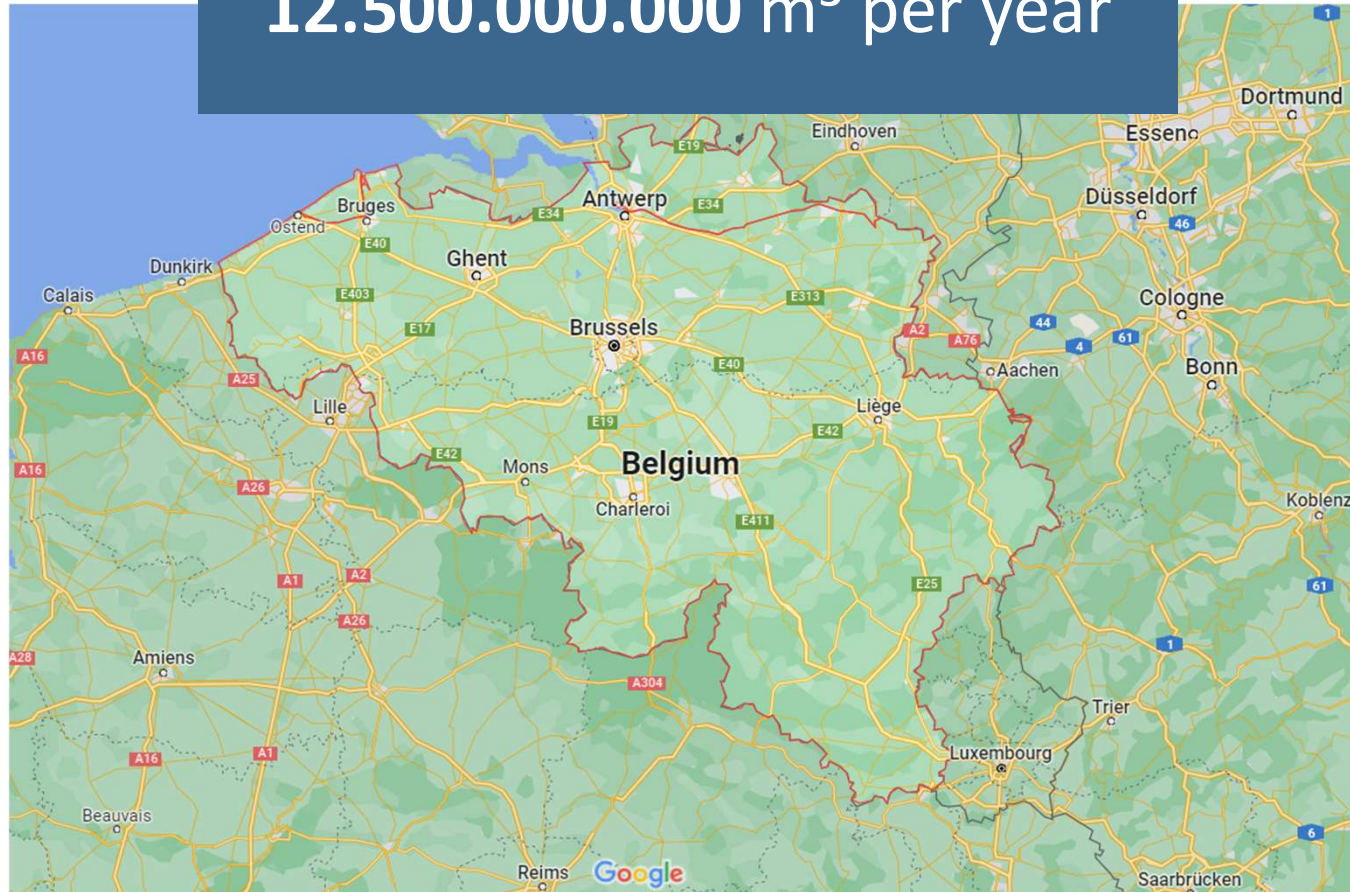 12.500.000.000 m³ per year
1
Dortmund
Essen
Eindhoven
E19
Düsseldorf
Antwerp
E34
Bruges
E34
46
Ostend
E40
Ghent
Dunkirk
Calais
E403
E313
Cologne
E17
Brussels
44
A2
A76
61
4
A16
E40
Aachen
Bonn
A25
Lille
Liège
E19
E42
E42
Belgium
Mons
A16
A26
Charleroi
Koblenz
E411
A1
A2
E25
61
A26
1
A28
Amiens
A304
Trier
A16
A1
Luxembourg
Beauvais
6
Reims
Google
Saarbrücken